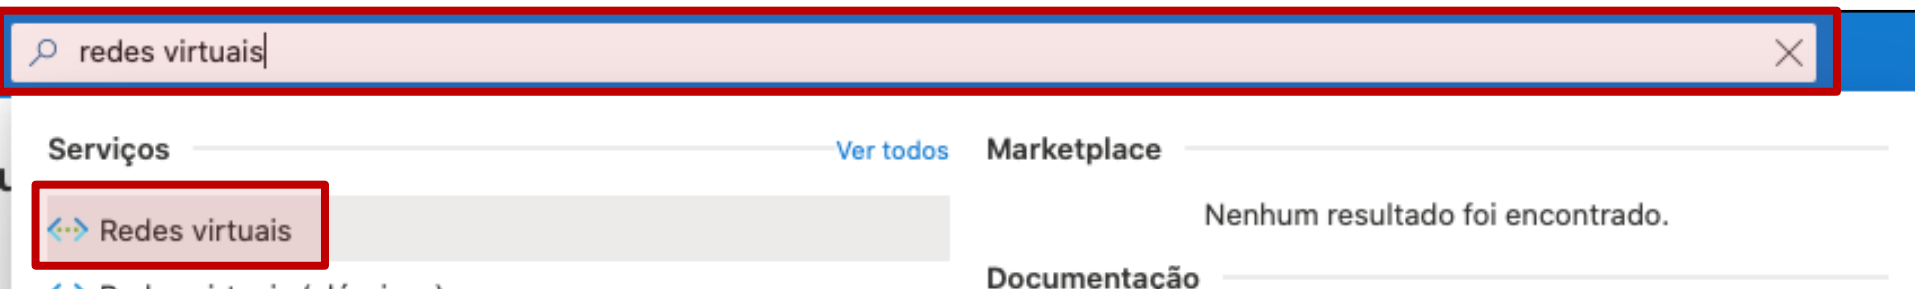 redes virtuais
Serviços
Ver todos
Redes virtuais
Marketplace
Nenhum resultado foi encontrado.
Documentação